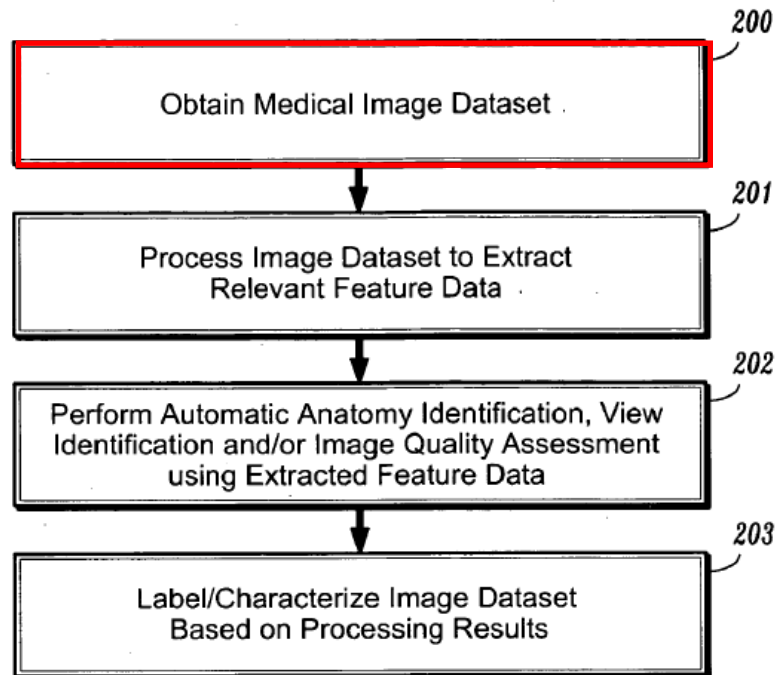 200
Obtain Medical Image Dataset
201
Process Image Dataset to Extract
Relevant Feature Data
202
Perform Automatic Anatomy Identification, View
Identification and/or Image Quality Assessment
using Extracted Feature Data
203
Label/Characterize Image Dataset
Based on Processing Results